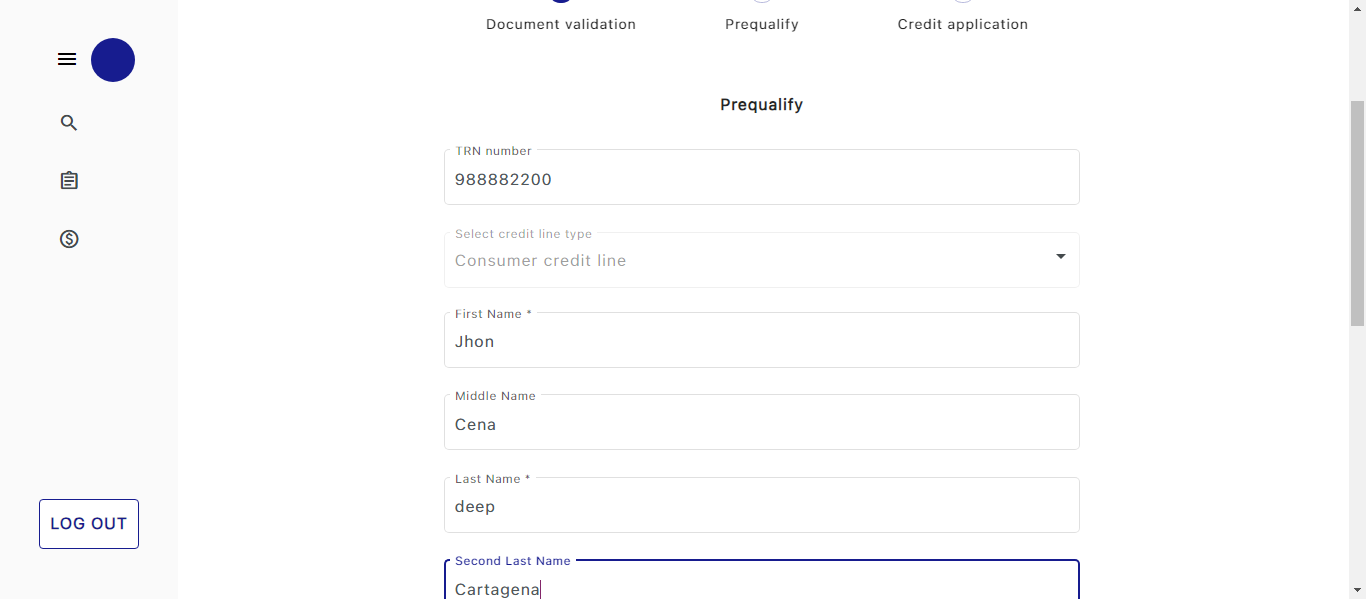 Document validation
Prequalify
Credit application
Prequalify
TRN number
988882200
Select credit line type
Consumer credit line
First Name *
Jhon
Middle Name
Cena
Last Name *
deep
LOG OUT
Second Last Name
Cartagena